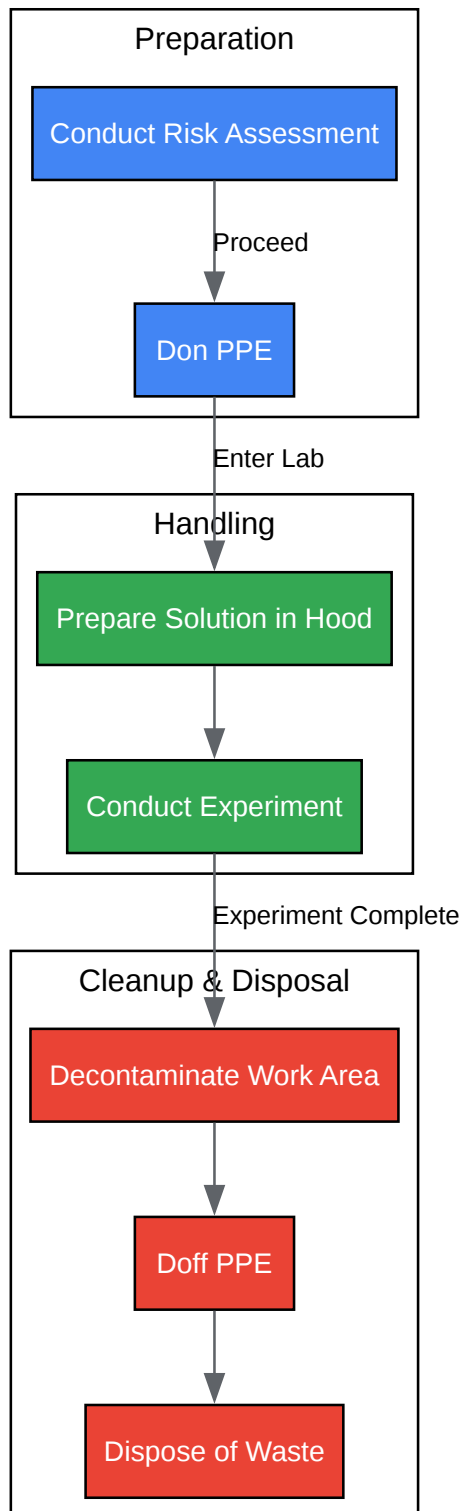 Preparation
Conduct Risk Assessment
Proceed
Don PPE
Enter Lab
Handling
Prepare Solution in Hood
Conduct Experiment
Experiment Complete
Cleanup & Disposal
Decontaminate Work Area
Doff PPE
Dispose of Waste